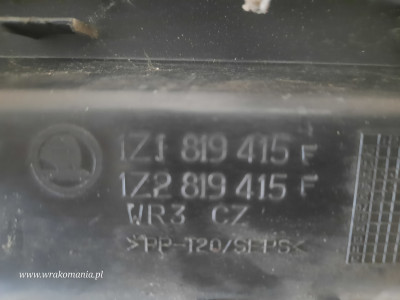 1Z1 819 415 F
1Z2 819 415 F
WR3 CZ
>PP-T20/SEPS<
www.wrakomania.pl